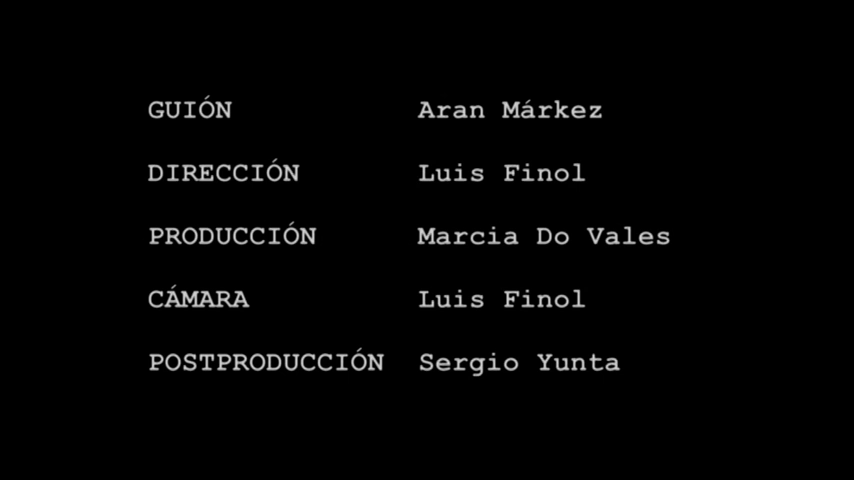 GUIÓN Aran Márkez
DIRECCIÓN Luis Finol
PRODUCCIÓN Marcia Do Vales
CÁMARA Luis Finol
POSTPRODUCCIÓN Sergio Yunta